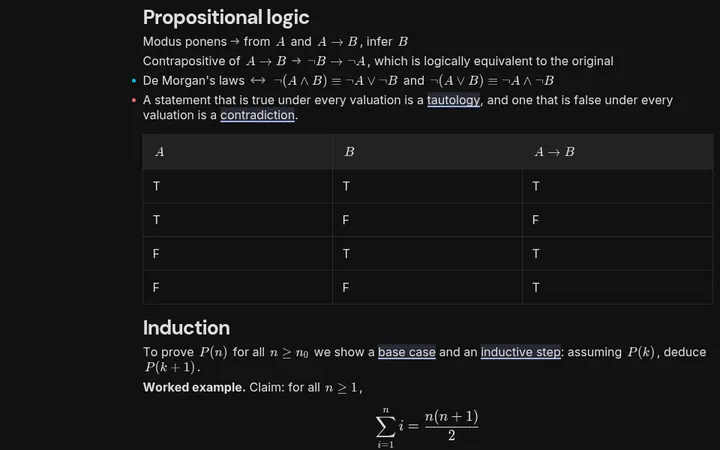 Propositional logic
Modus ponens → from A and A → B, infer B
Contrapositive of A → B → ¬B → ¬A, which is logically equivalent to the original
De Morgan's laws ↔ ¬(A ∧ B) ≡ ¬A ∨ ¬B and ¬(A ∨ B) ≡ ¬A ∧ ¬B
A statement that is true under every valuation is a tautology, and one that is false under every
valuation is a contradiction.
A B A → B
T T T
T F F
F T T
F F T
Induction
To prove P(n) for all n ≥ n₀ we show a base case and an inductive step: assuming P(k), deduce
P(k + 1).
Worked example. Claim: for all n ≥ 1,
∑_{i=1}^{n} i = n(n + 1)/2